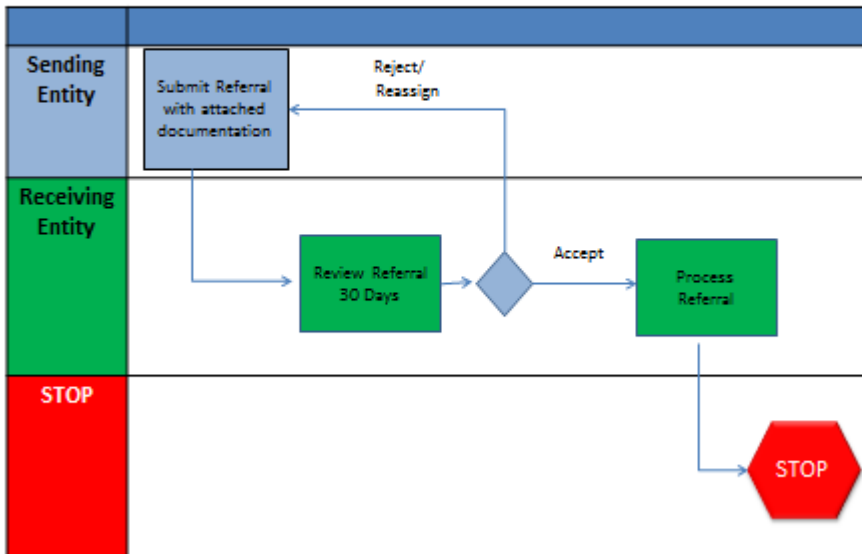 Sending
Entity
Submit Referral
with attached
documentation
Reject/
Reassign
Receiving
Entity
Review Referral
30 Days
Accept
Process
Referral
STOP
STOP